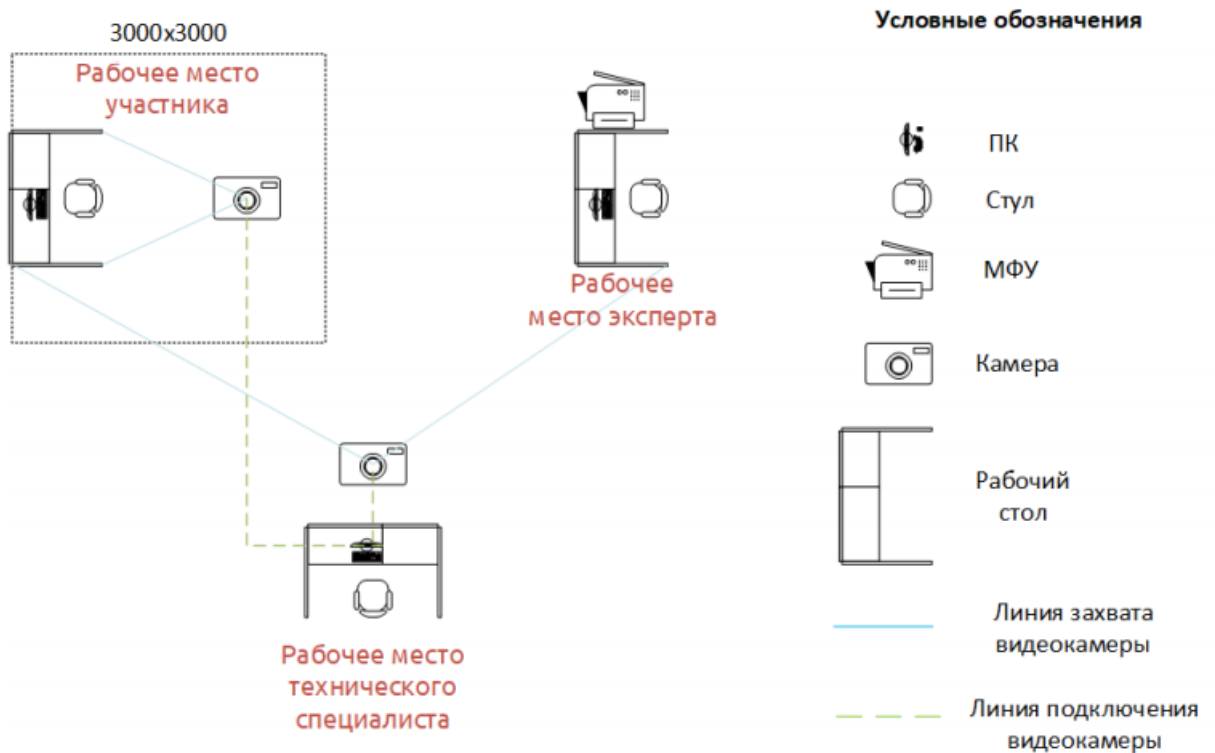 3000x3000
Рабочее место
участника
Рабочее
место эксперта
Рабочее место
технического
специалиста
Условные обозначения
ПК
Стул
МФУ
Камера
Рабочий
стол
Линия захвата
видеокамеры
Линия подключения
видеокамеры